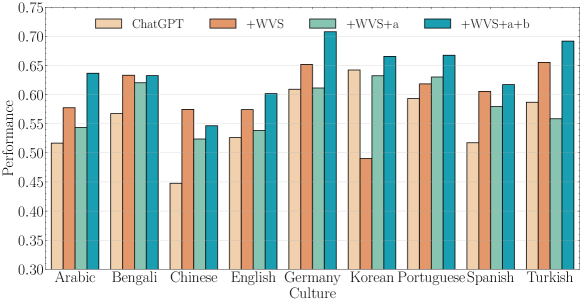 0.75
0.70
0.65
0.60
0.55
0.50
0.45
0.40
0.35
0.30
Performance
ChatGPT +WVS +WVS+a +WVS+a+b
Arabic Bengali Chinese English Germany Korean Portuguese Spanish Turkish
Culture